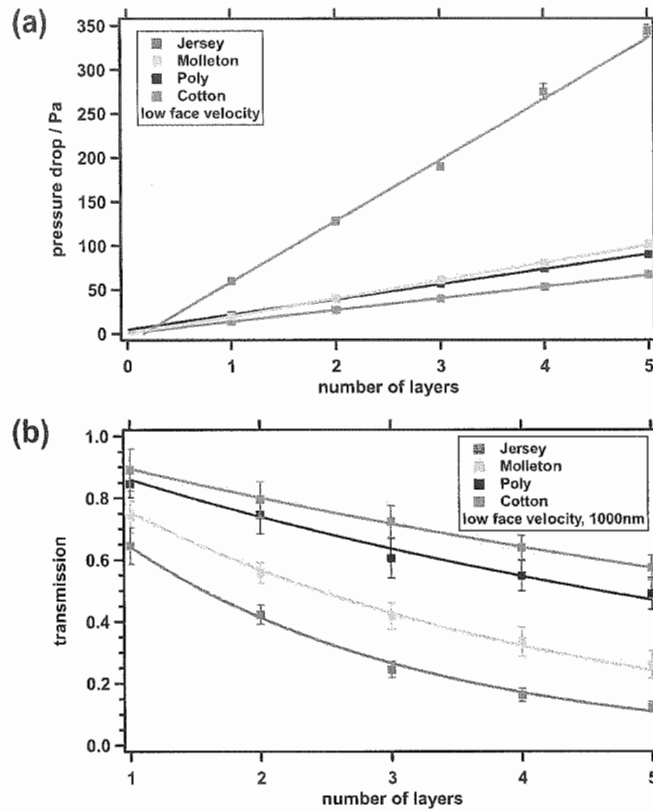 (a)
350
300
250
200
150
100
50
0
pressure drop / Pa
Jersey
Molleton
Poly
Cotton
low face velocity
0 1 2 3 4 5
number of layers
(b)
1.0
0.8
0.6
0.4
0.2
0.0
transmission
Jersey
Molleton
Poly
Cotton
low face velocity, 1000nm
1 2 3 4 5
number of layers